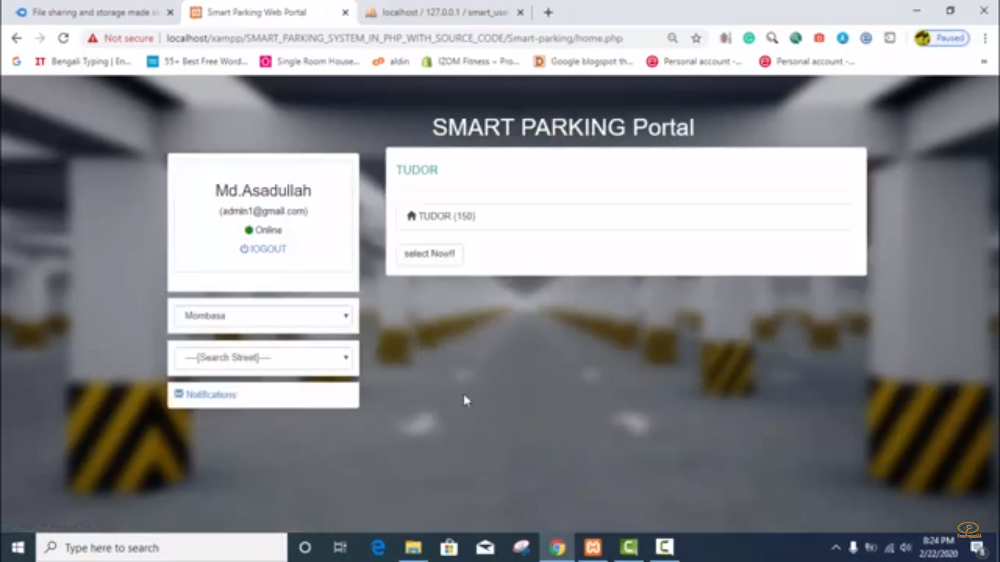 File sharing and storage made si
Smart Parking Web Portal
localhost / 127.0.0.1 / smart_use
Not secure
localhost/xampp/SMART_PARKING_SYSTEM_IN_PHP_WITH_SOURCE_CODE/Smart-parking/home.php
Paused
Bengali Typing | En...
55+ Best Free Word...
Single Room House...
aldin
IZOM Fitness – Pro...
Google blogspot th...
Personal account -...
Personal account -...
SMART PARKING Portal
Md.Asadullah
(admin1@gmail.com)
Online
lOGOUT
TUDOR
TUDOR (150)
select Now!!
Mombasa
----[Search Street]----
Notifications
Type here to search
8:24 PM
2/22/2020
FreeProject24